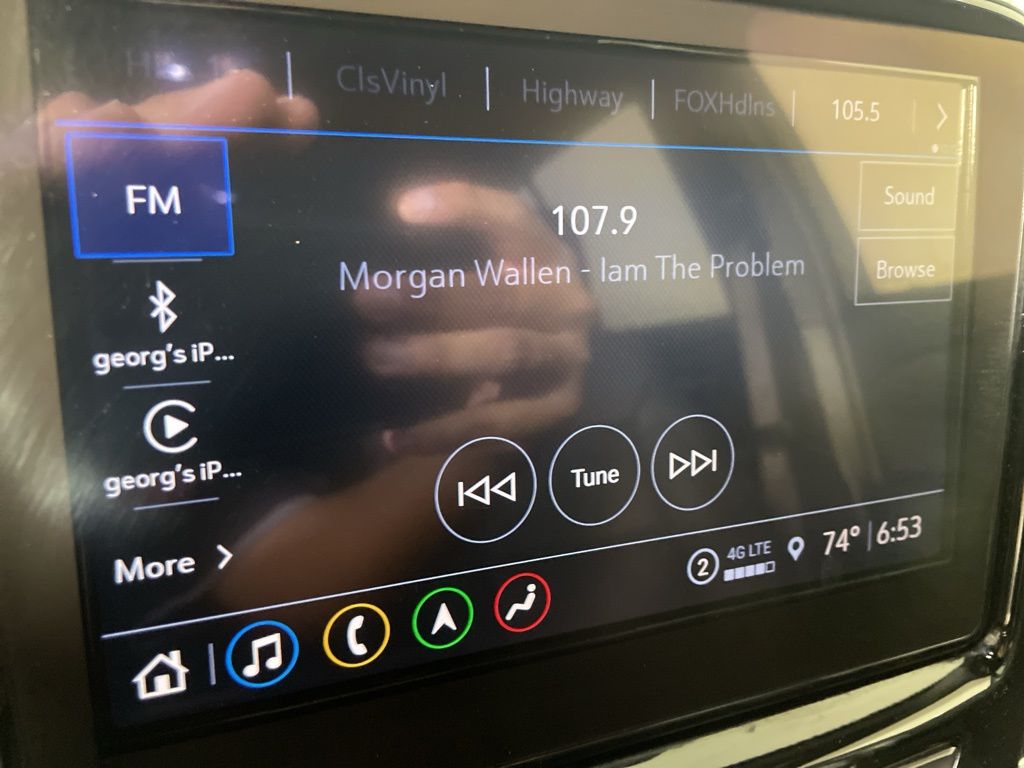 ClsVinyl Highway FOXHdlns 105.5
FM
107.9
Sound
Morgan Wallen - Iam The Problem
Browse
georg's iP...
georg's iP...
Tune
More
2 4G LTE 74° 6:53